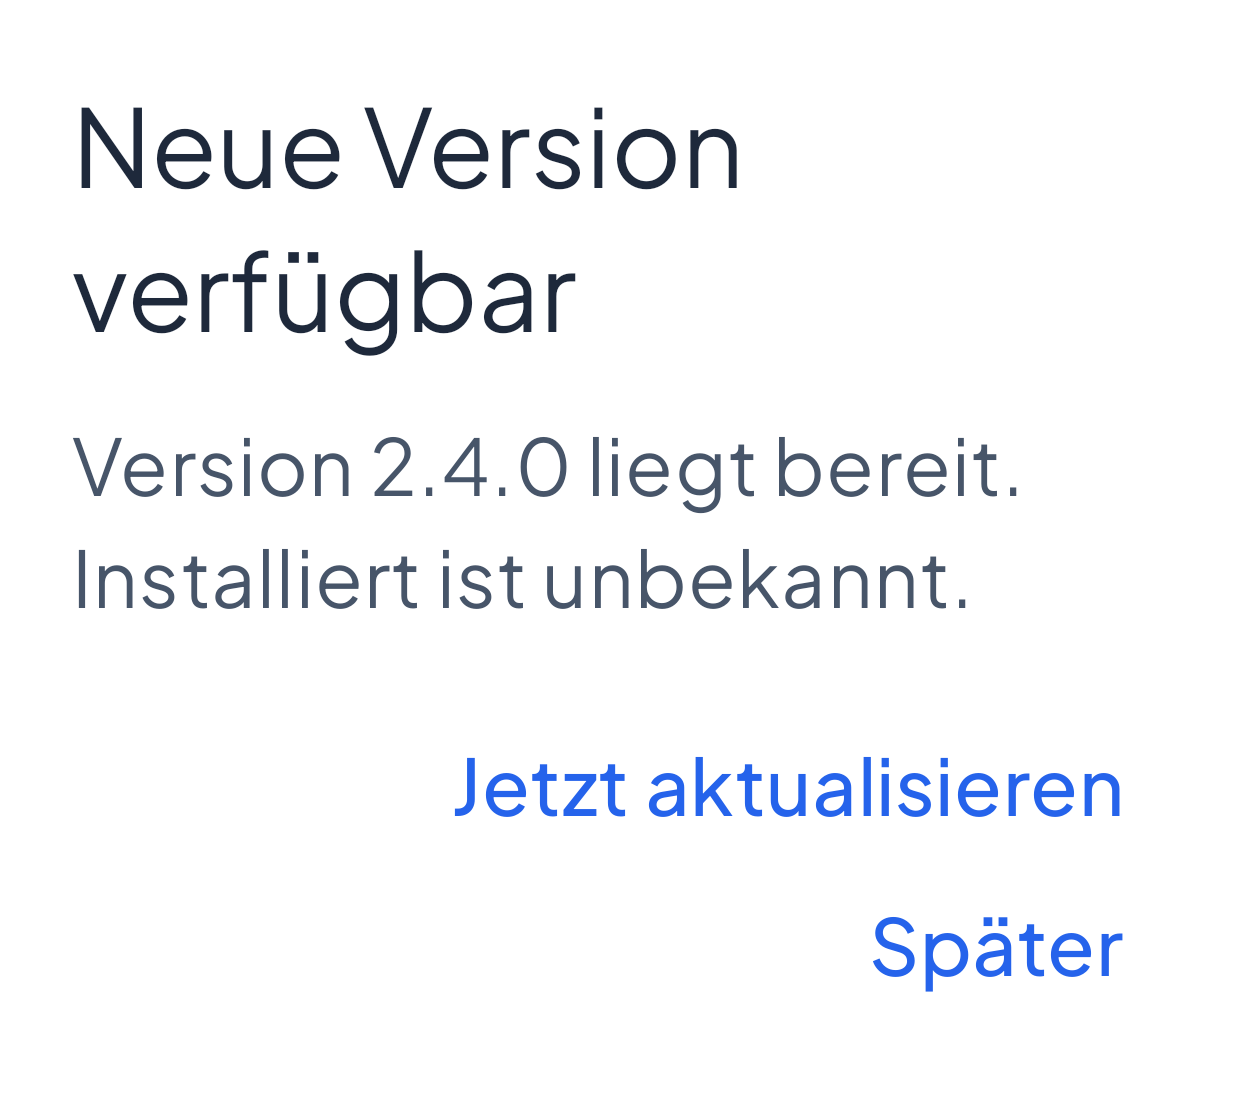 Neue Version
verfügbar
Version 2.4.0 liegt bereit.
Installiert ist unbekannt.
Jetzt aktualisieren
Später